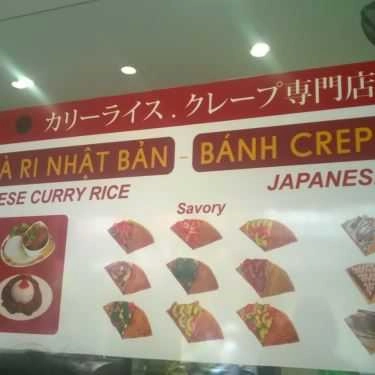 カリーライス.クレープ専門店
À RI NHẬT BẢN - BÁNH CREP
ESE CURRY RICE JAPANES
Savory